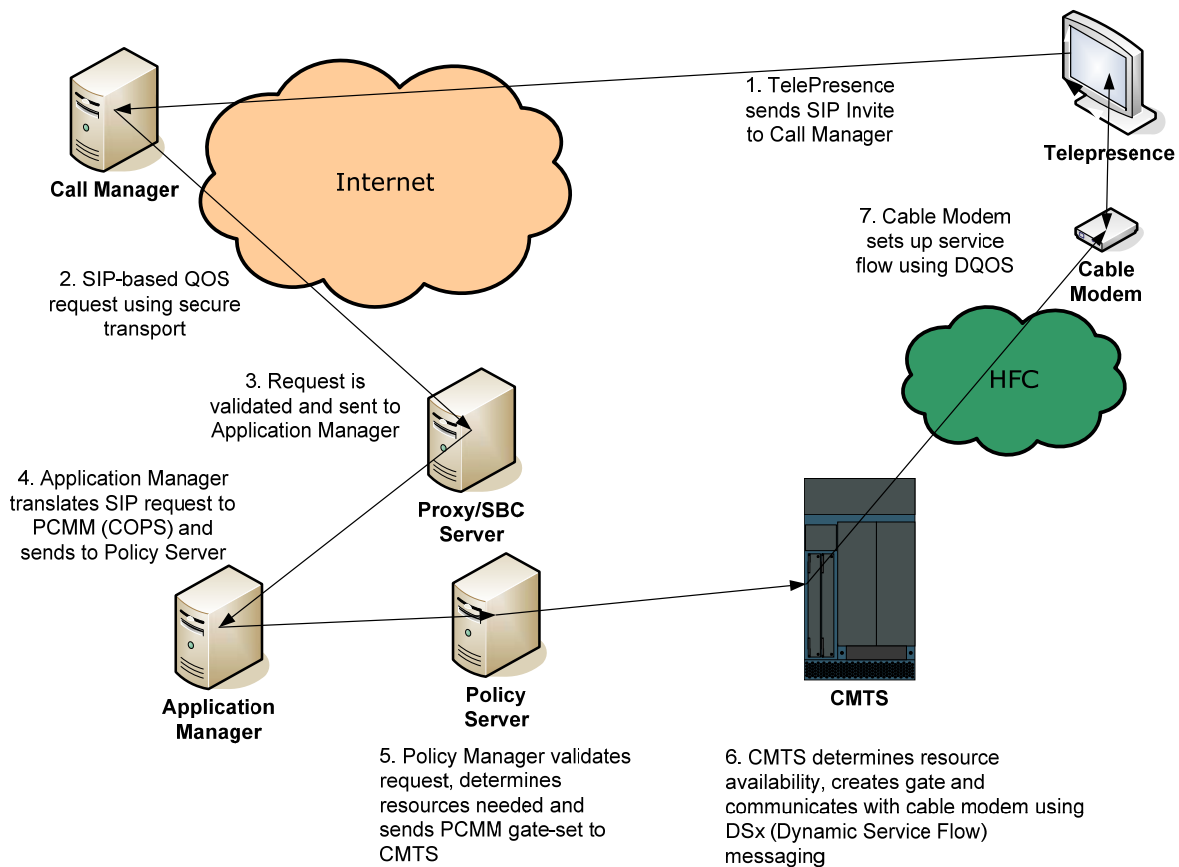 1. TelePresence
sends SIP Invite
to Call Manager
Telepresence
Call Manager
Internet
7. Cable Modem
sets up service
flow using DQOS
Cable
Modem
2. SIP-based QOS
request using secure
transport
HFC
3. Request is
validated and sent to
Application Manager
Proxy/SBC
Server
4. Application Manager
translates SIP request to
PCMM (COPS) and
sends to Policy Server
Application
Manager
Policy
Server
CMTS
5. Policy Manager validates
request, determines
resources needed and
sends PCMM gate-set to
CMTS
6. CMTS determines resource
availability, creates gate and
communicates with cable modem using
DSx (Dynamic Service Flow)
messaging